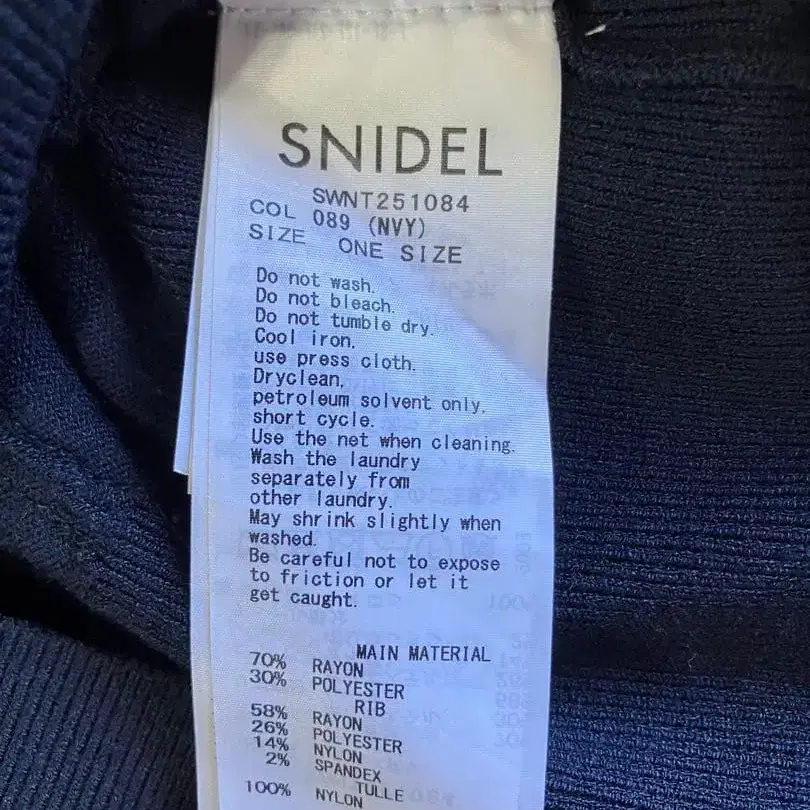 SNIDEL
SWNT251084
COL 089 (NVY)
SIZE ONE SIZE
Do not wash.
Do not bleach.
Do not tumble dry.
Cool iron.
use press cloth.
Dryclean.
petroleum solvent only.
short cycle.
Use the net when cleaning.
Wash the laundry
separately from
other laundry.
May shrink slightly when
washed.
Be careful not to expose
to friction or let it
get caught.
MAIN MATERIAL
70% RAYON
30% POLYESTER
RIB
58% RAYON
26% POLYESTER
14% NYLON
2% SPANDEX
TULLE
100% NYLON